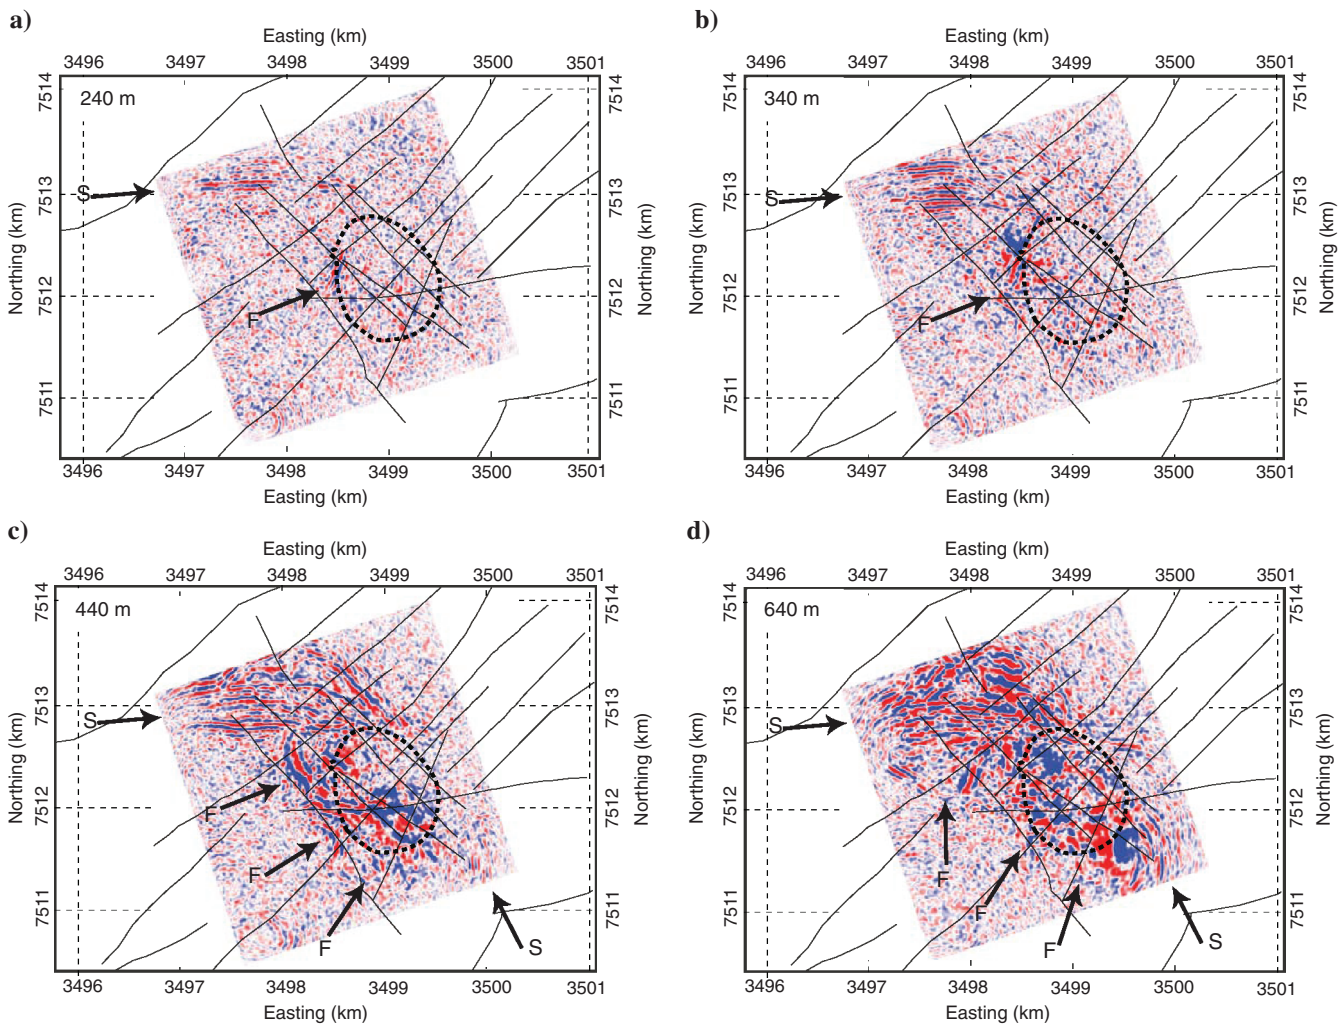 a)
Easting (km)
3496 3497 3498 3499 3500 3501
240 m
7514 7514
S
7513 7513
Northing (km) Northing (km)
7512 7512
F
7511 7511
3496 3497 3498 3499 3500 3501
Easting (km)
b)
Easting (km)
3496 3497 3498 3499 3500 3501
340 m
7514 7514
S
7513 7513
Northing (km) Northing (km)
7512 7512
F
7511 7511
3496 3497 3498 3499 3500 3501
Easting (km)
c)
Easting (km)
3496 3497 3498 3499 3500 3501
440 m
7514 7514
S
7513 7513
Northing (km) Northing (km)
7512 7512
F
F
7511 7511
F
S
3496 3497 3498 3499 3500 3501
Easting (km)
d)
Easting (km)
3496 3497 3498 3499 3500 3501
640 m
7514 7514
S
7513 7513
Northing (km) Northing (km)
7512 7512
F
F
7511 7511
F
S
3496 3497 3498 3499 3500 3501
Easting (km)